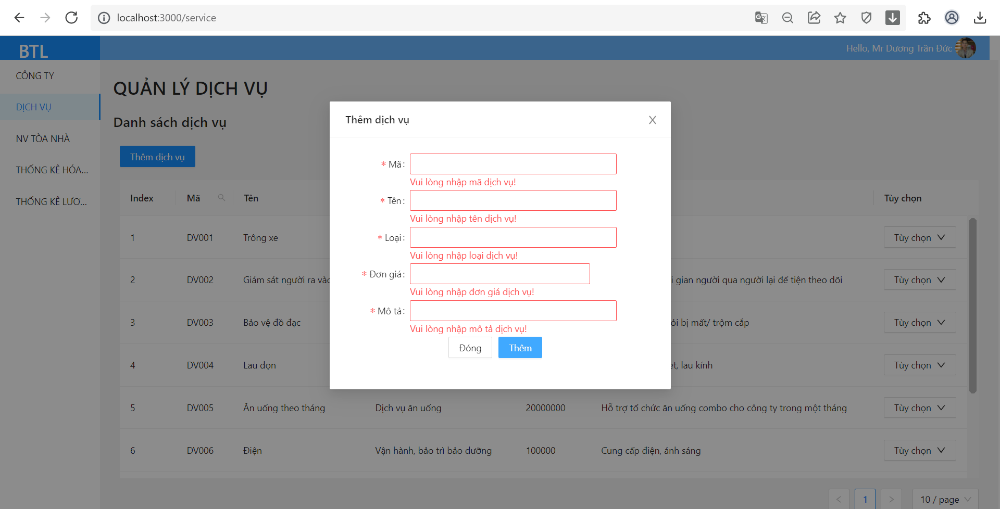 localhost:3000/service
BTL
Hello, Mr Dương Trần Đức
CÔNG TY
DỊCH VỤ
NV TÒA NHÀ
THỐNG KÊ HÓA...
THỐNG KÊ LƯƠ...
QUẢN LÝ DỊCH VỤ
Danh sách dịch vụ
Thêm dịch vụ
Thêm dịch vụ
* Mã:
Vui lòng nhập mã dịch vụ!
* Tên:
Vui lòng nhập tên dịch vụ!
* Loại:
Vui lòng nhập loại dịch vụ!
* Đơn giá:
Vui lòng nhập đơn giá dịch vụ!
* Mô tả:
Vui lòng nhập mô tả dịch vụ!
Đóng Thêm
Index Mã Tên Tùy chọn
1 DV001 Trông xe Tùy chọn
2 DV002 Giám sát người ra vào gian người qua người lại để tiện theo dõi Tùy chọn
3 DV003 Bảo vệ đồ đạc bị mất/ trộm cắp Tùy chọn
4 DV004 Lau dọn lau kính Tùy chọn
5 DV005 Ăn uống theo tháng Dịch vụ ăn uống 20000000 Hỗ trợ tổ chức ăn uống combo cho công ty trong một tháng Tùy chọn
6 DV006 Điện Vận hành, bảo trì bảo dưỡng 100000 Cung cấp điện, ánh sáng Tùy chọn
< 1 > 10 / page